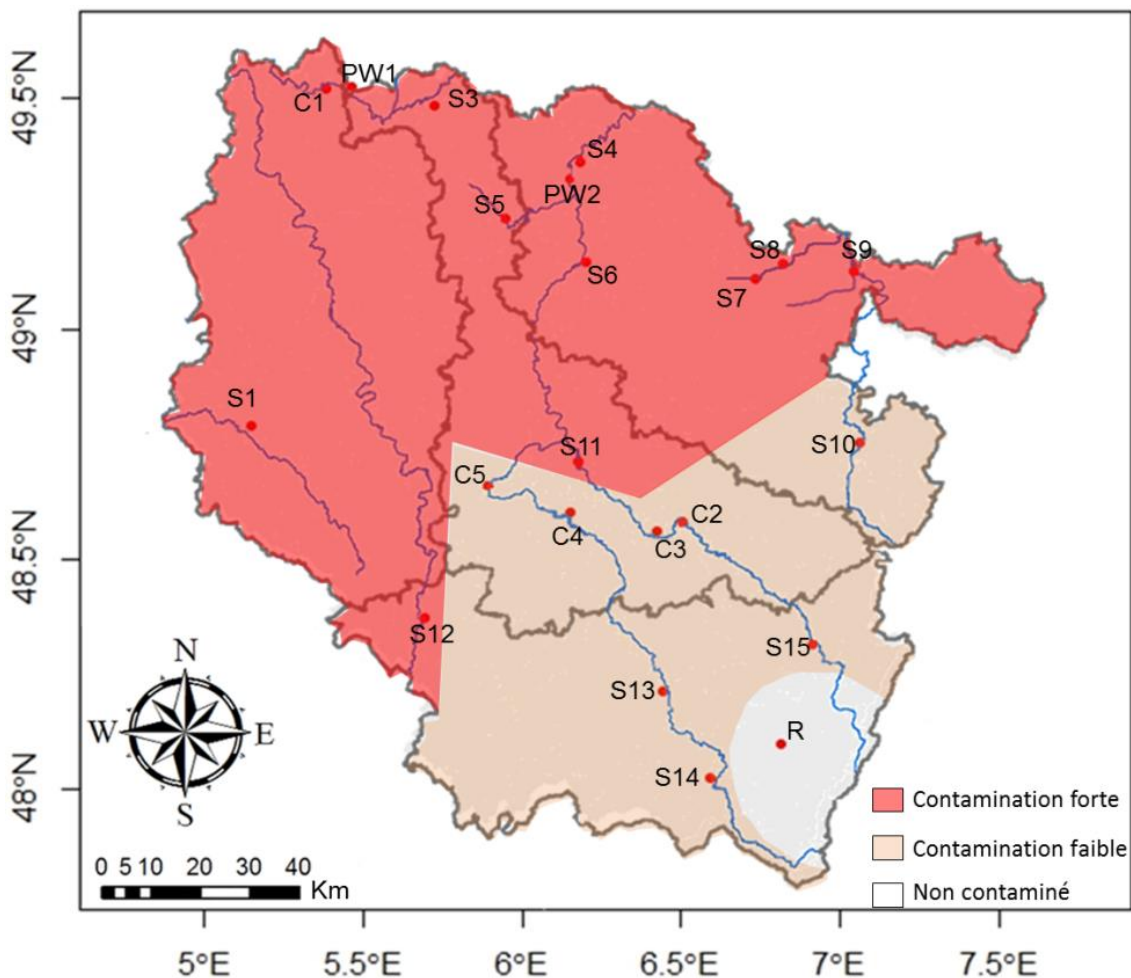 49.5°N
49°N
48.5°N
48°N
C1
PW1
S3
S4
PW2
S5
S6
S8
S9
S7
S1
S11
S10
C5
C4
C3
C2
S12
S15
S13
R
S14
N
W
E
S
0 5 10 20 30 40
Km
Contamination forte
Contamination faible
Non contaminé
5°E
5.5°E
6°E
6.5°E
7°E
7.5°E